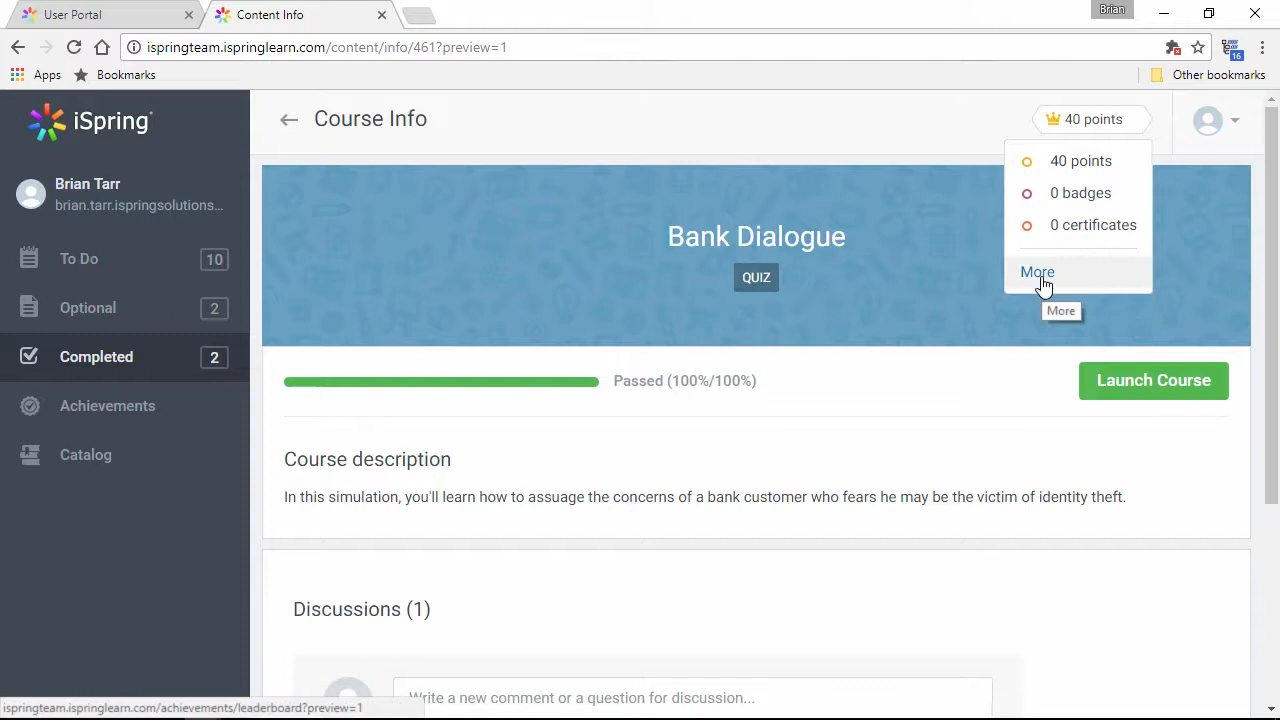 User Portal
Content Info
Brian
ispringteam.ispringlearn.com/content/info/461?preview=1
16
Apps
Bookmarks
Other bookmarks
iSpring
Course Info
40 points
Brian Tarr
brian.tarr.ispringsolutions...
40 points
0 badges
0 certificates
More
More
To Do
10
Optional
2
Completed
2
Achievements
Catalog
Bank Dialogue
QUIZ
Passed (100%/100%)
Launch Course
Course description
In this simulation, you'll learn how to assuage the concerns of a bank customer who fears he may be the victim of identity theft.
Discussions (1)
Write a new comment or a question for discussion...
ispringteam.ispringlearn.com/achievements/leaderboard?preview=1